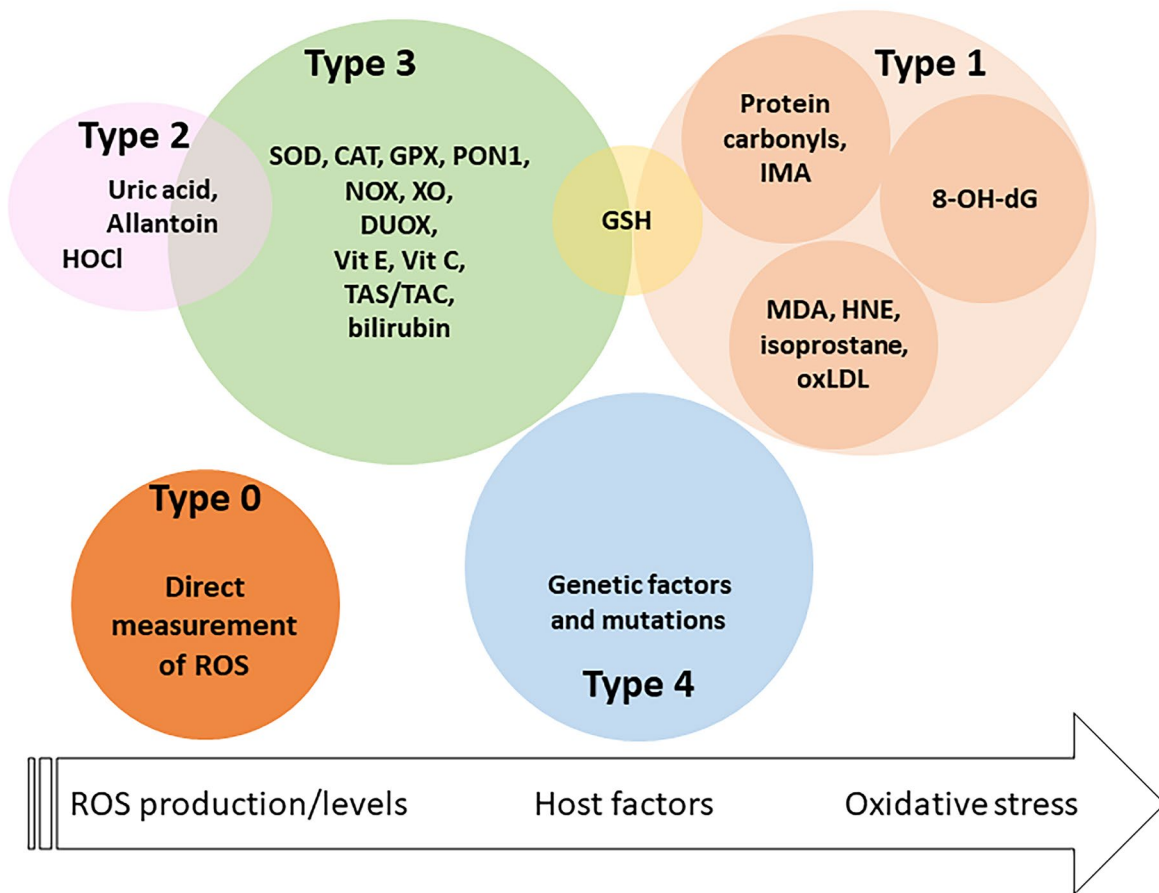 Type 3
SOD, CAT, GPX, PON1,
NOX, XO,
DUOX,
Vit E, Vit C,
TAS/TAC,
bilirubin
Type 2
Uric acid,
Allantoin
HOCl
GSH
Type 1
Protein
carbonyls,
IMA
8-OH-dG
MDA, HNE,
isoprostane,
oxLDL
Type 0
Direct
measurement
of ROS
Genetic factors
and mutations
Type 4
ROS production/levels
Host factors
Oxidative stress